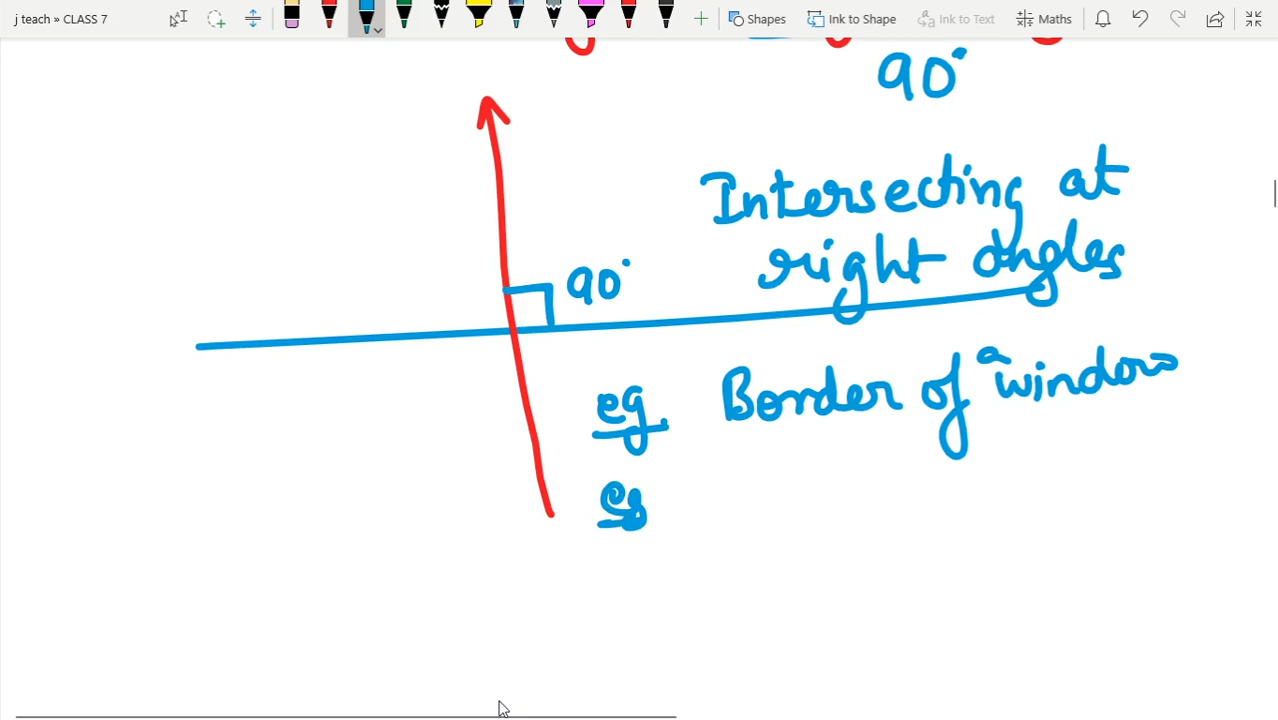 j teach » CLASS 7
Shapes
Ink to Shape
Ink to Text
Maths
90°
Intersecting at
right angles
90°
eg Border of a window
eg